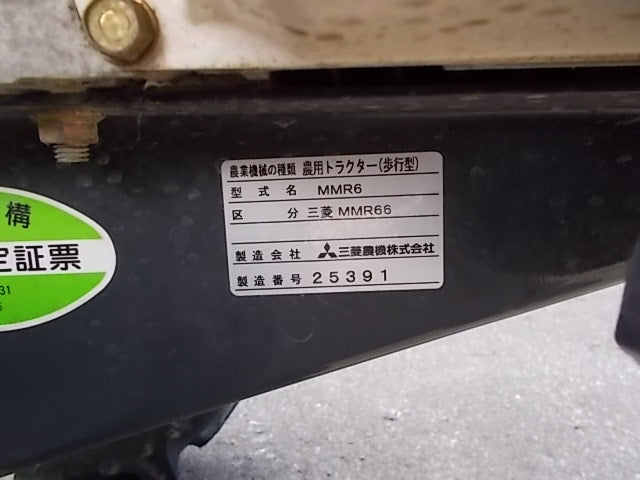 農業機械の種類 農用トラクター(歩行型)
型式名 MMR6
区分 三菱 MMR66
製造会社 三菱農機株式会社
製造番号 25391
構
定証票
31